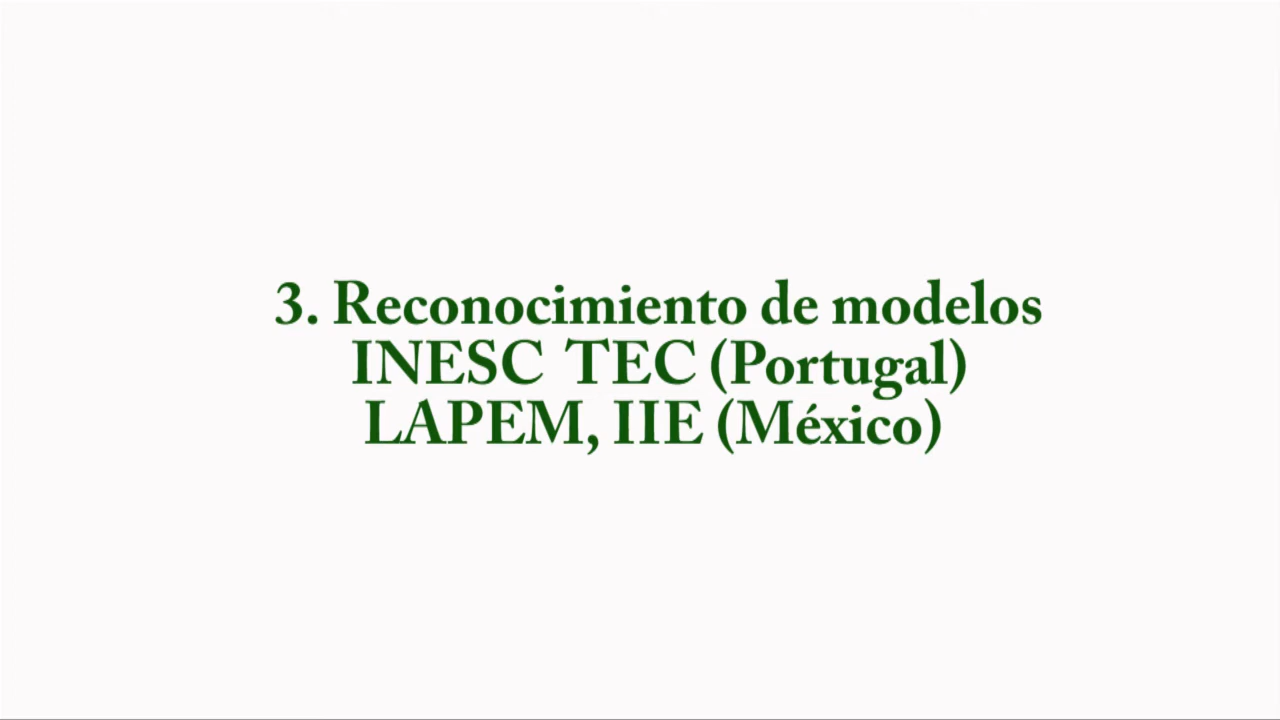 3. Reconocimiento de modelos
INESC TEC (Portugal)
LAPEM, IIE (México)